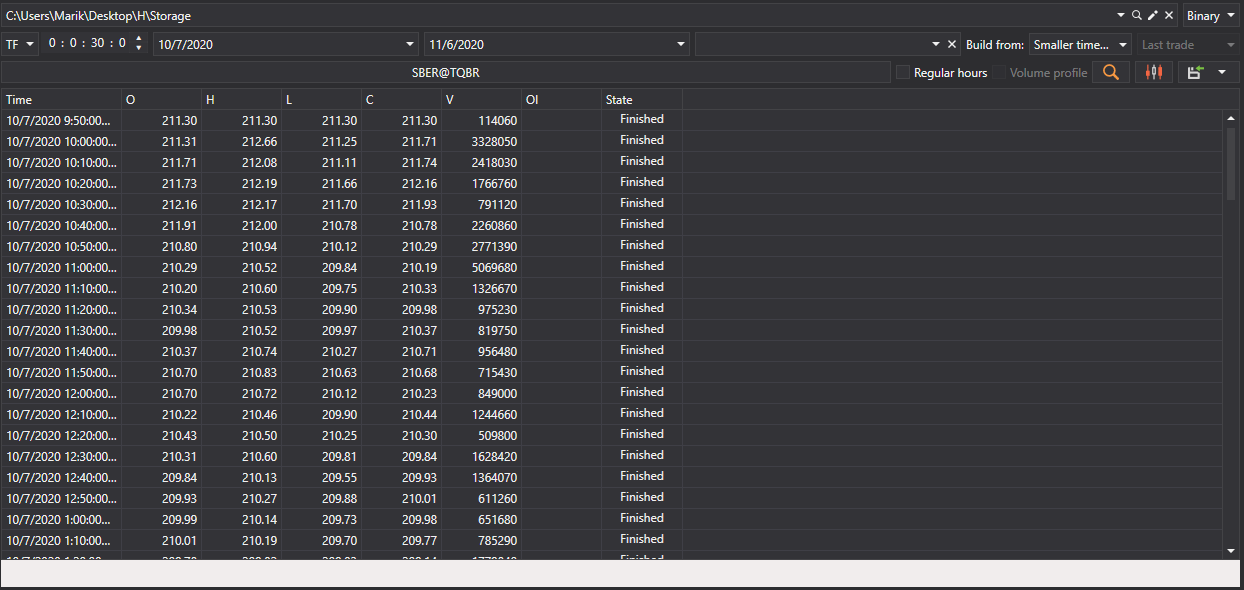 C:\Users\Marik\Desktop\H\Storage Binary
TF 0 : 0 : 30 : 0 10/7/2020 11/6/2020 Build from: Smaller time... Last trade
SBER@TQBR Regular hours Volume profile
Time O H L C V OI State
10/7/2020 9:50:00... 211.30 211.30 211.30 211.30 114060 Finished
10/7/2020 10:00:00... 211.31 212.66 211.25 211.71 3328050 Finished
10/7/2020 10:10:00... 211.71 212.08 211.11 211.74 2418030 Finished
10/7/2020 10:20:00... 211.73 212.19 211.66 212.16 1766760 Finished
10/7/2020 10:30:00... 212.16 212.17 211.70 211.93 791120 Finished
10/7/2020 10:40:00... 211.91 212.00 210.78 210.78 2260860 Finished
10/7/2020 10:50:00... 210.80 210.94 210.12 210.29 2771390 Finished
10/7/2020 11:00:00... 210.29 210.52 209.84 210.19 5069680 Finished
10/7/2020 11:10:00... 210.20 210.60 209.75 210.33 1326670 Finished
10/7/2020 11:20:00... 210.34 210.53 209.90 209.98 975230 Finished
10/7/2020 11:30:00... 209.98 210.52 209.97 210.37 819750 Finished
10/7/2020 11:40:00... 210.37 210.74 210.27 210.71 956480 Finished
10/7/2020 11:50:00... 210.70 210.83 210.63 210.68 715430 Finished
10/7/2020 12:00:00... 210.70 210.72 210.12 210.23 849000 Finished
10/7/2020 12:10:00... 210.22 210.46 209.90 210.44 1244660 Finished
10/7/2020 12:20:00... 210.43 210.50 210.25 210.30 509800 Finished
10/7/2020 12:30:00... 210.31 210.60 209.81 209.84 1628420 Finished
10/7/2020 12:40:00... 209.84 210.13 209.55 209.93 1364070 Finished
10/7/2020 12:50:00... 209.93 210.27 209.88 210.01 611260 Finished
10/7/2020 1:00:00... 209.99 210.14 209.73 209.98 651680 Finished
10/7/2020 1:10:00... 210.01 210.19 209.70 209.77 785290 Finished